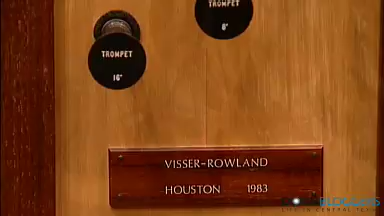 TROMPET
8'
TROMPET
16'
VISSER-ROWLAND
HOUSTON 1983